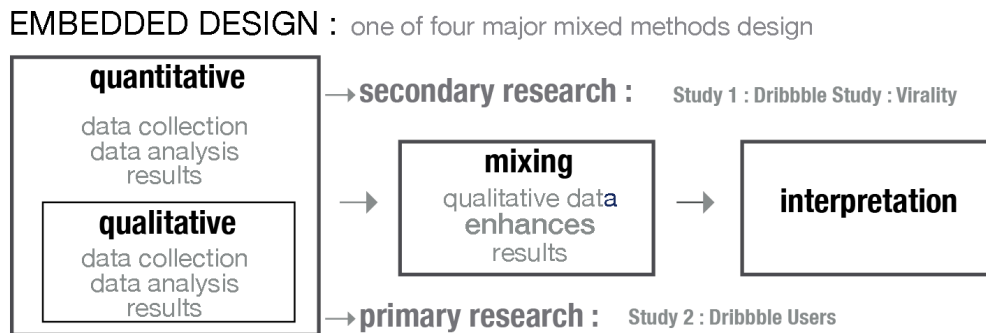 EMBEDDED DESIGN : one of four major mixed methods design
quantitative
data collection
data analysis
results
qualitative
data collection
data analysis
results
secondary research : Study 1 : Dribbble Study : Virality
mixing
qualitative data
enhances
results
interpretation
primary research : Study 2 : Dribbble Users